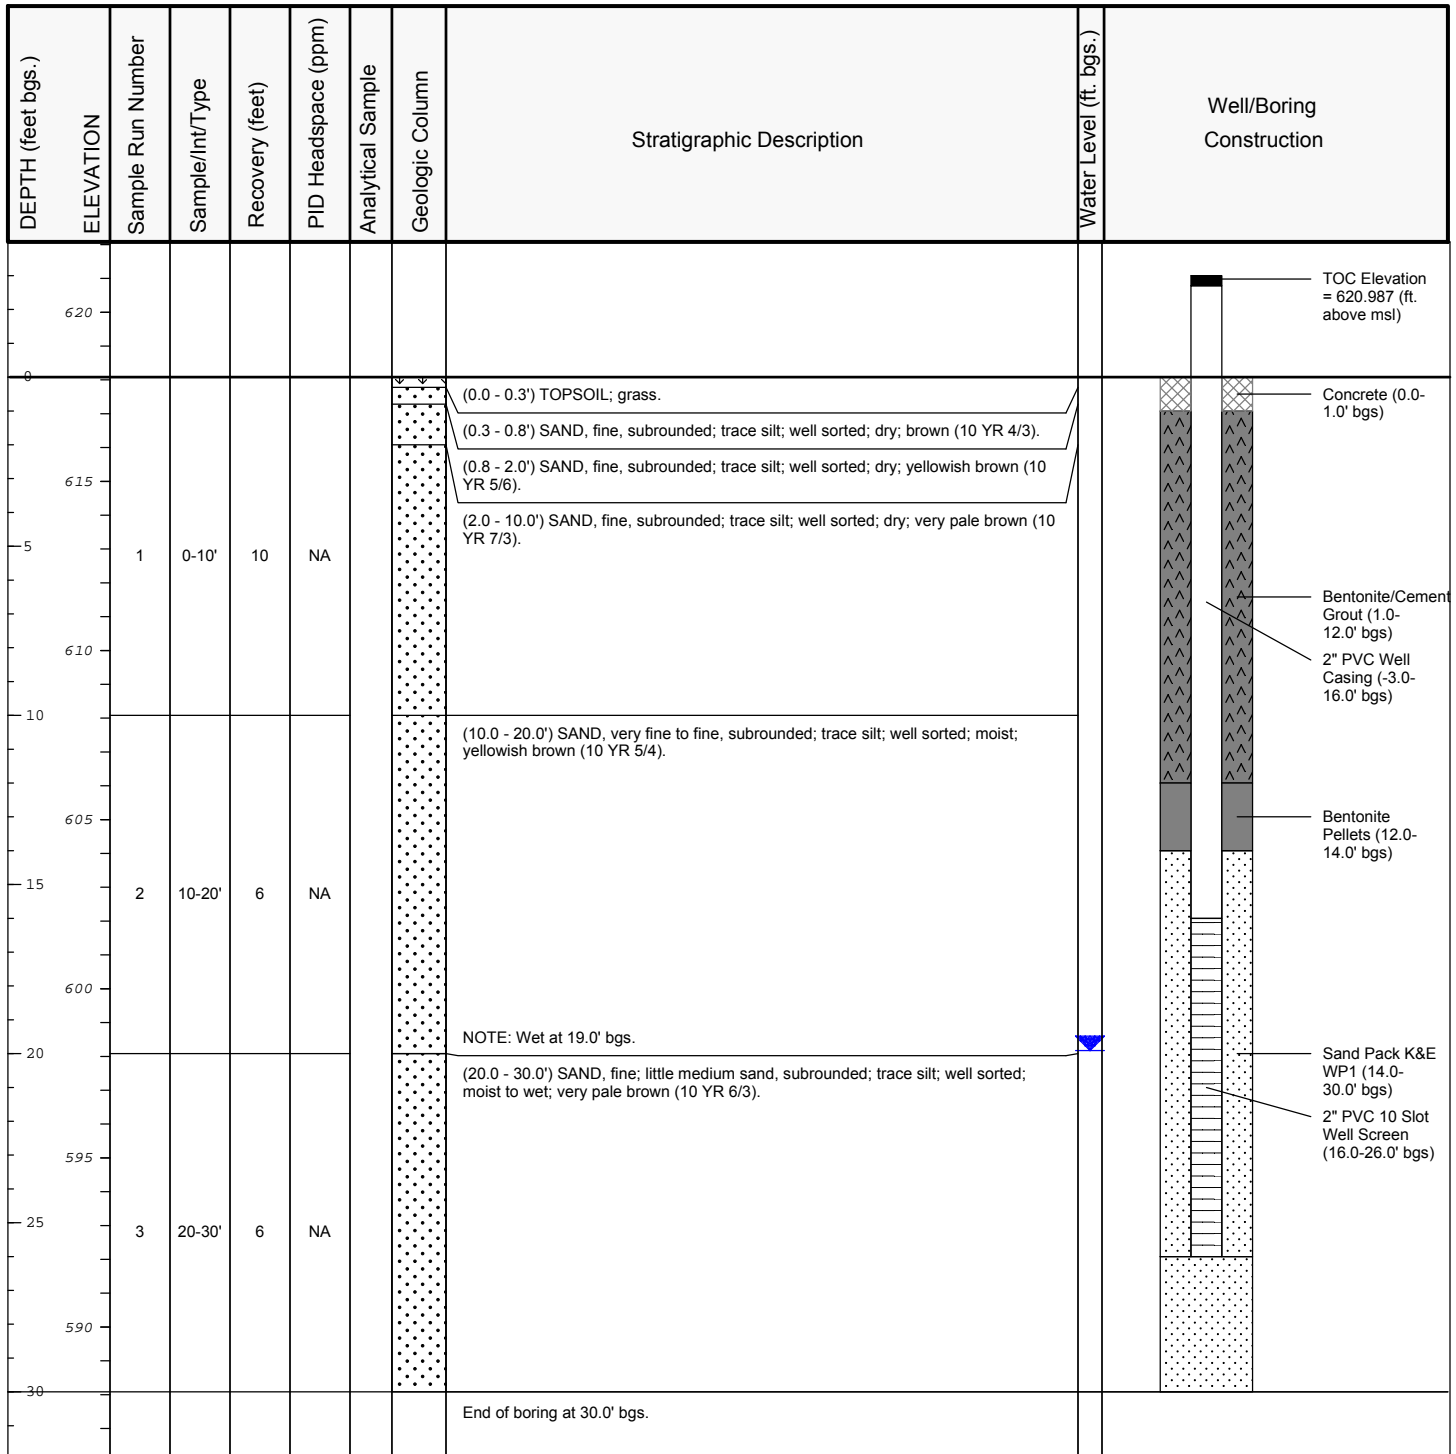 DEPTH (feet bgs.)
ELEVATION
Sample Run Number
Sample/Int/Type
Recovery (feet)
PID Headspace (ppm)
Analytical Sample
Geologic Column
Stratigraphic Description
Water Level (ft. bgs.)
Well/Boring
Construction
TOC Elevation
= 620.987 (ft.
above msl)
620
0
(0.0 - 0.3') TOPSOIL; grass.
Concrete (0.0-
1.0' bgs)
(0.3 - 0.8') SAND, fine, subrounded; trace silt; well sorted; dry; brown (10 YR 4/3).
(0.8 - 2.0') SAND, fine, subrounded; trace silt; well sorted; dry; yellowish brown (10
YR 5/6).
615
(2.0 - 10.0') SAND, fine, subrounded; trace silt; well sorted; dry; very pale brown (10
YR 7/3).
5
1
0-10'
10
NA
Bentonite/Cement
Grout (1.0-
12.0' bgs)
610
2" PVC Well
Casing (-3.0-
16.0' bgs)
10
(10.0 - 20.0') SAND, very fine to fine, subrounded; trace silt; well sorted; moist;
yellowish brown (10 YR 5/4).
605
Bentonite
Pellets (12.0-
14.0' bgs)
15
2
10-20'
6
NA
600
NOTE: Wet at 19.0' bgs.
20
(20.0 - 30.0') SAND, fine; little medium sand, subrounded; trace silt; well sorted;
moist to wet; very pale brown (10 YR 6/3).
Sand Pack K&E
WP1 (14.0-
30.0' bgs)
2" PVC 10 Slot
Well Screen
(16.0-26.0' bgs)
595
25
3
20-30'
6
NA
590
30
End of boring at 30.0' bgs.